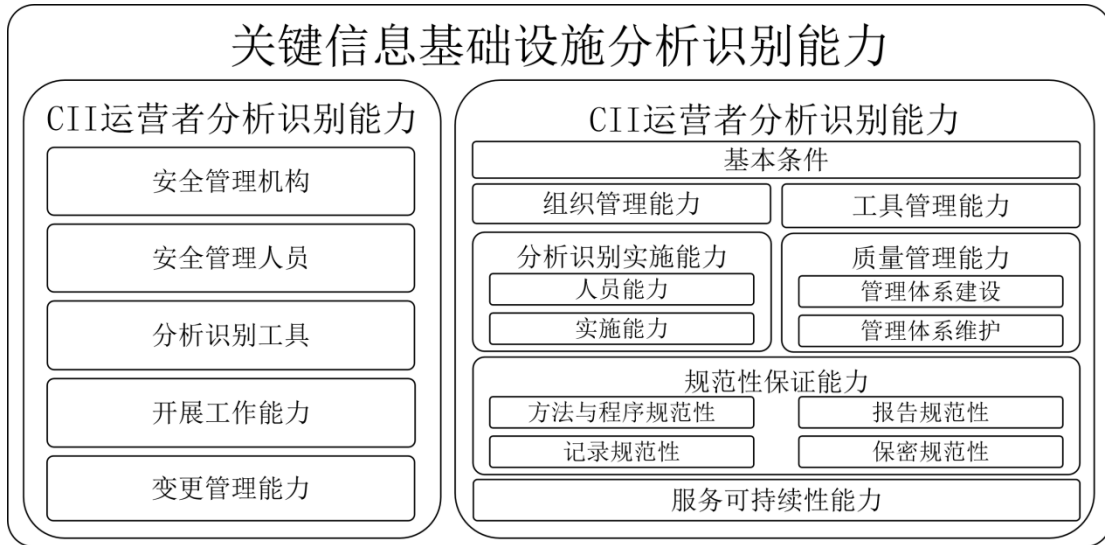 关键信息基础设施分析识别能力
CII运营者分析识别能力
安全管理机构
安全管理人员
分析识别工具
开展工作能力
变更管理能力
CII运营者分析识别能力
基本条件
组织管理能力
工具管理能力
分析识别实施能力
人员能力
实施能力
质量管理能力
管理体系建设
管理体系维护
规范性保证能力
方法与程序规范性
报告规范性
记录规范性
保密规范性
服务可持续性能力